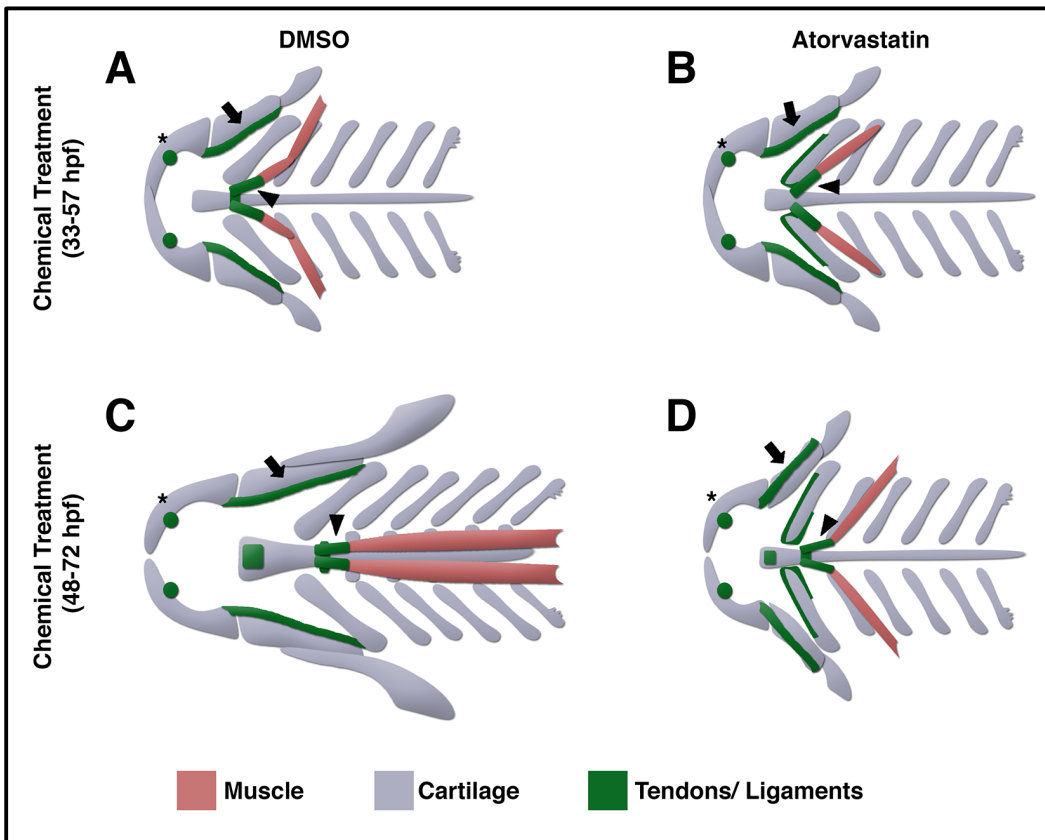 DMSO
Atorvastatin
A
B
Chemical Treatment
(33-57 hpf)
*
*
C
D
Chemical Treatment
(48-72 hpf)
*
*
Muscle
Cartilage
Tendons/ Ligaments